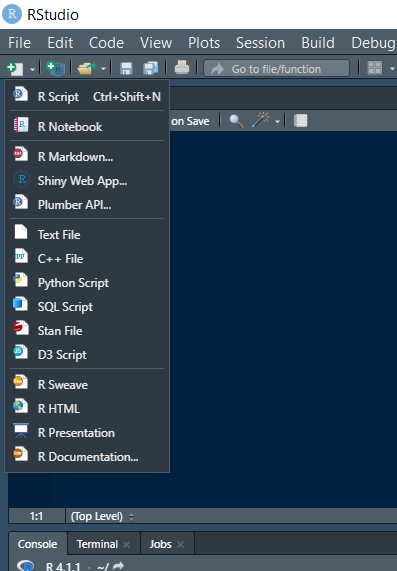 RStudio
File Edit Code View Plots Session Build Debug
Go to file/function
R Script Ctrl+Shift+N
on Save
R Notebook
R Markdown...
Shiny Web App...
Plumber API...
Text File
C++ File
Python Script
SQL Script
Stan File
D3 Script
R Sweave
R HTML
R Presentation
R Documentation...
1:1 (Top Level)
Console Terminal Jobs
R 4.1.1 · ~/